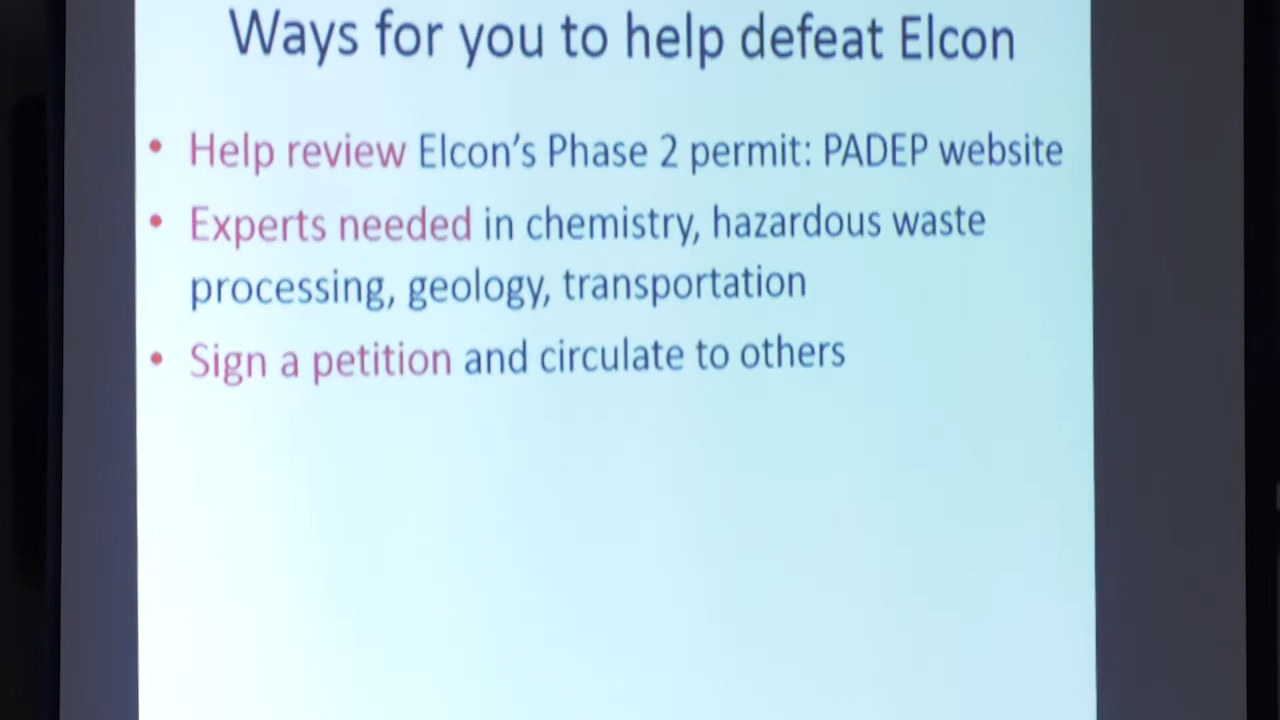 Ways for you to help defeat Elcon
• Help review Elcon's Phase 2 permit: PADEP website
• Experts needed in chemistry, hazardous waste
processing, geology, transportation
• Sign a petition and circulate to others